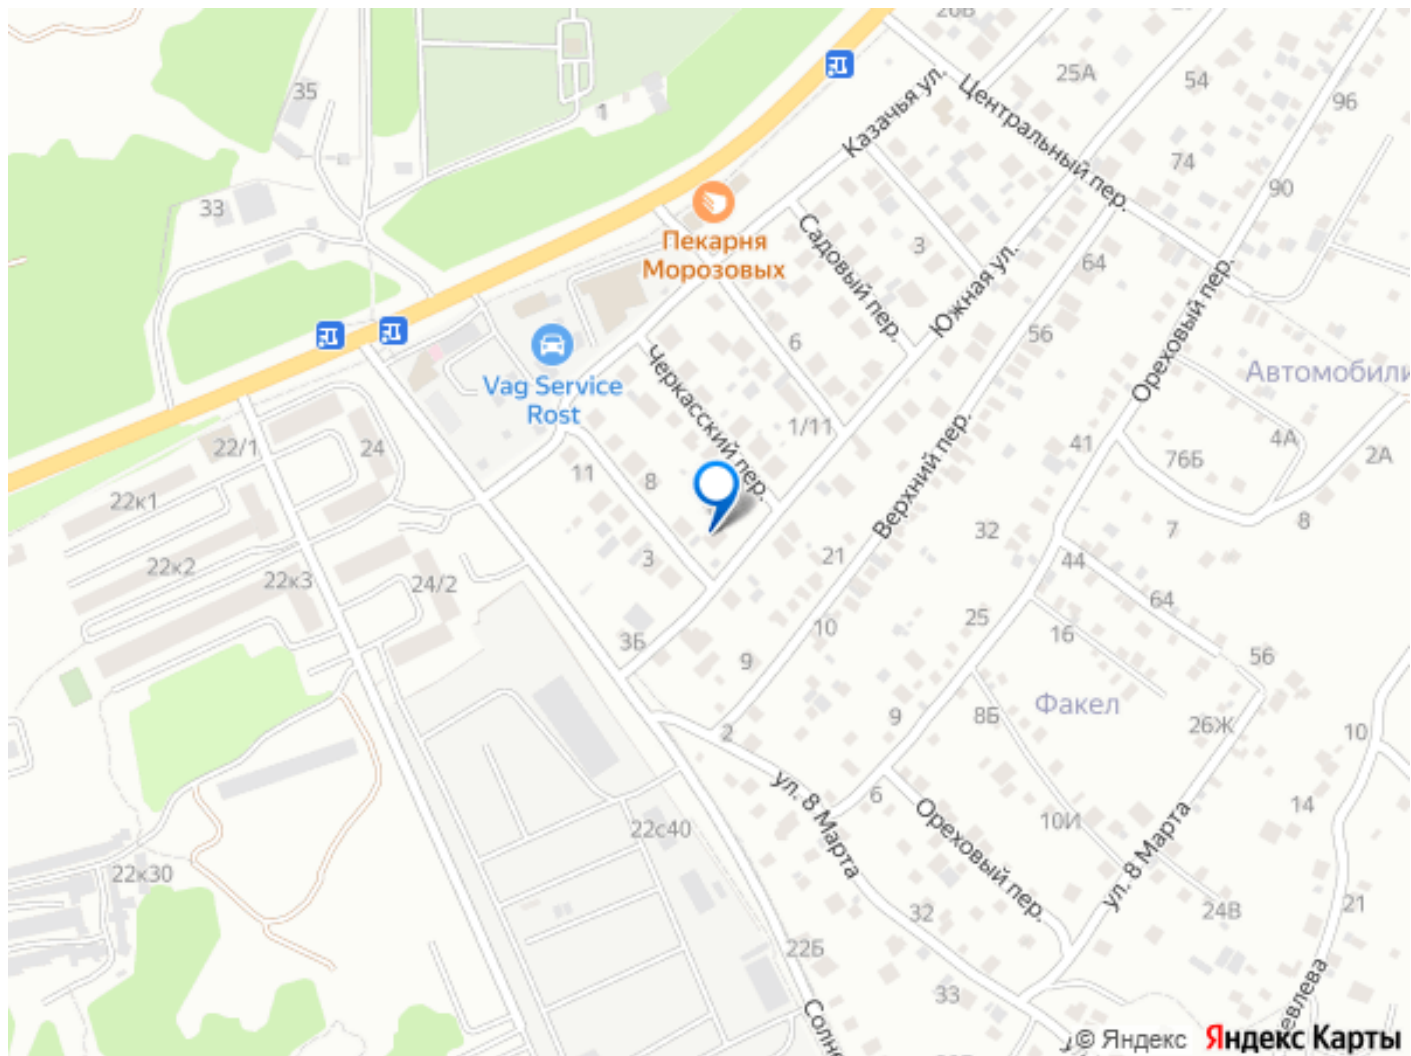 20Б
25А
54
96
35
Казачья ул.
Центральный пер.
74
90
1
33
Пекарня
Морозовых
Садовый пер.
3
Южная ул.
64
Ореховый пер.
56
6
Vag Service
Rost
Черкасский пер.
Автомобили
22/1
24
1/11
Верхний пер.
41
4А
76Б
2А
11
8
22к1
32
7
8
22к2
22к3
24/2
3
21
44
64
25
16
10
3Б
9
56
Факел
8Б
9
26Ж
2
10
ул. 8 Марта
6
Ореховый пер.
10И
ул. 8 Марта
14
22с40
22к30
32
24В
21
22Б
33
Солне
евлева
© Яндекс
Яндекс Карты